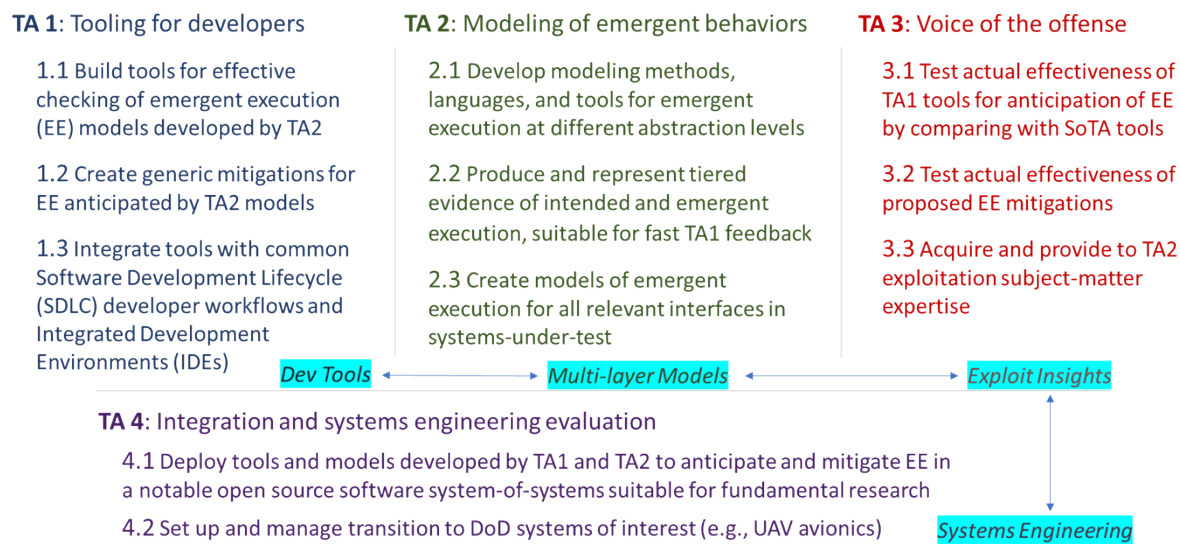 TA 1: Tooling for developers
1.1 Build tools for effective
checking of emergent execution
(EE) models developed by TA2
1.2 Create generic mitigations for
EE anticipated by TA2 models
1.3 Integrate tools with common
Software Development Lifecycle
(SDLC) developer workflows and
Integrated Development
Environments (IDEs)
TA 2: Modeling of emergent behaviors
2.1 Develop modeling methods,
languages, and tools for emergent
execution at different abstraction levels
2.2 Produce and represent tiered
evidence of intended and emergent
execution, suitable for fast TA1 feedback
2.3 Create models of emergent
execution for all relevant interfaces in
systems-under-test
TA 3: Voice of the offense
3.1 Test actual effectiveness of
TA1 tools for anticipation of EE
by comparing with SoTA tools
3.2 Test actual effectiveness of
proposed EE mitigations
3.3 Acquire and provide to TA2
exploitation subject-matter
expertise
Dev Tools
Multi-layer Models
Exploit Insights
TA 4: Integration and systems engineering evaluation
4.1 Deploy tools and models developed by TA1 and TA2 to anticipate and mitigate EE in
a notable open source software system-of-systems suitable for fundamental research
4.2 Set up and manage transition to DoD systems of interest (e.g., UAV avionics)
Systems Engineering